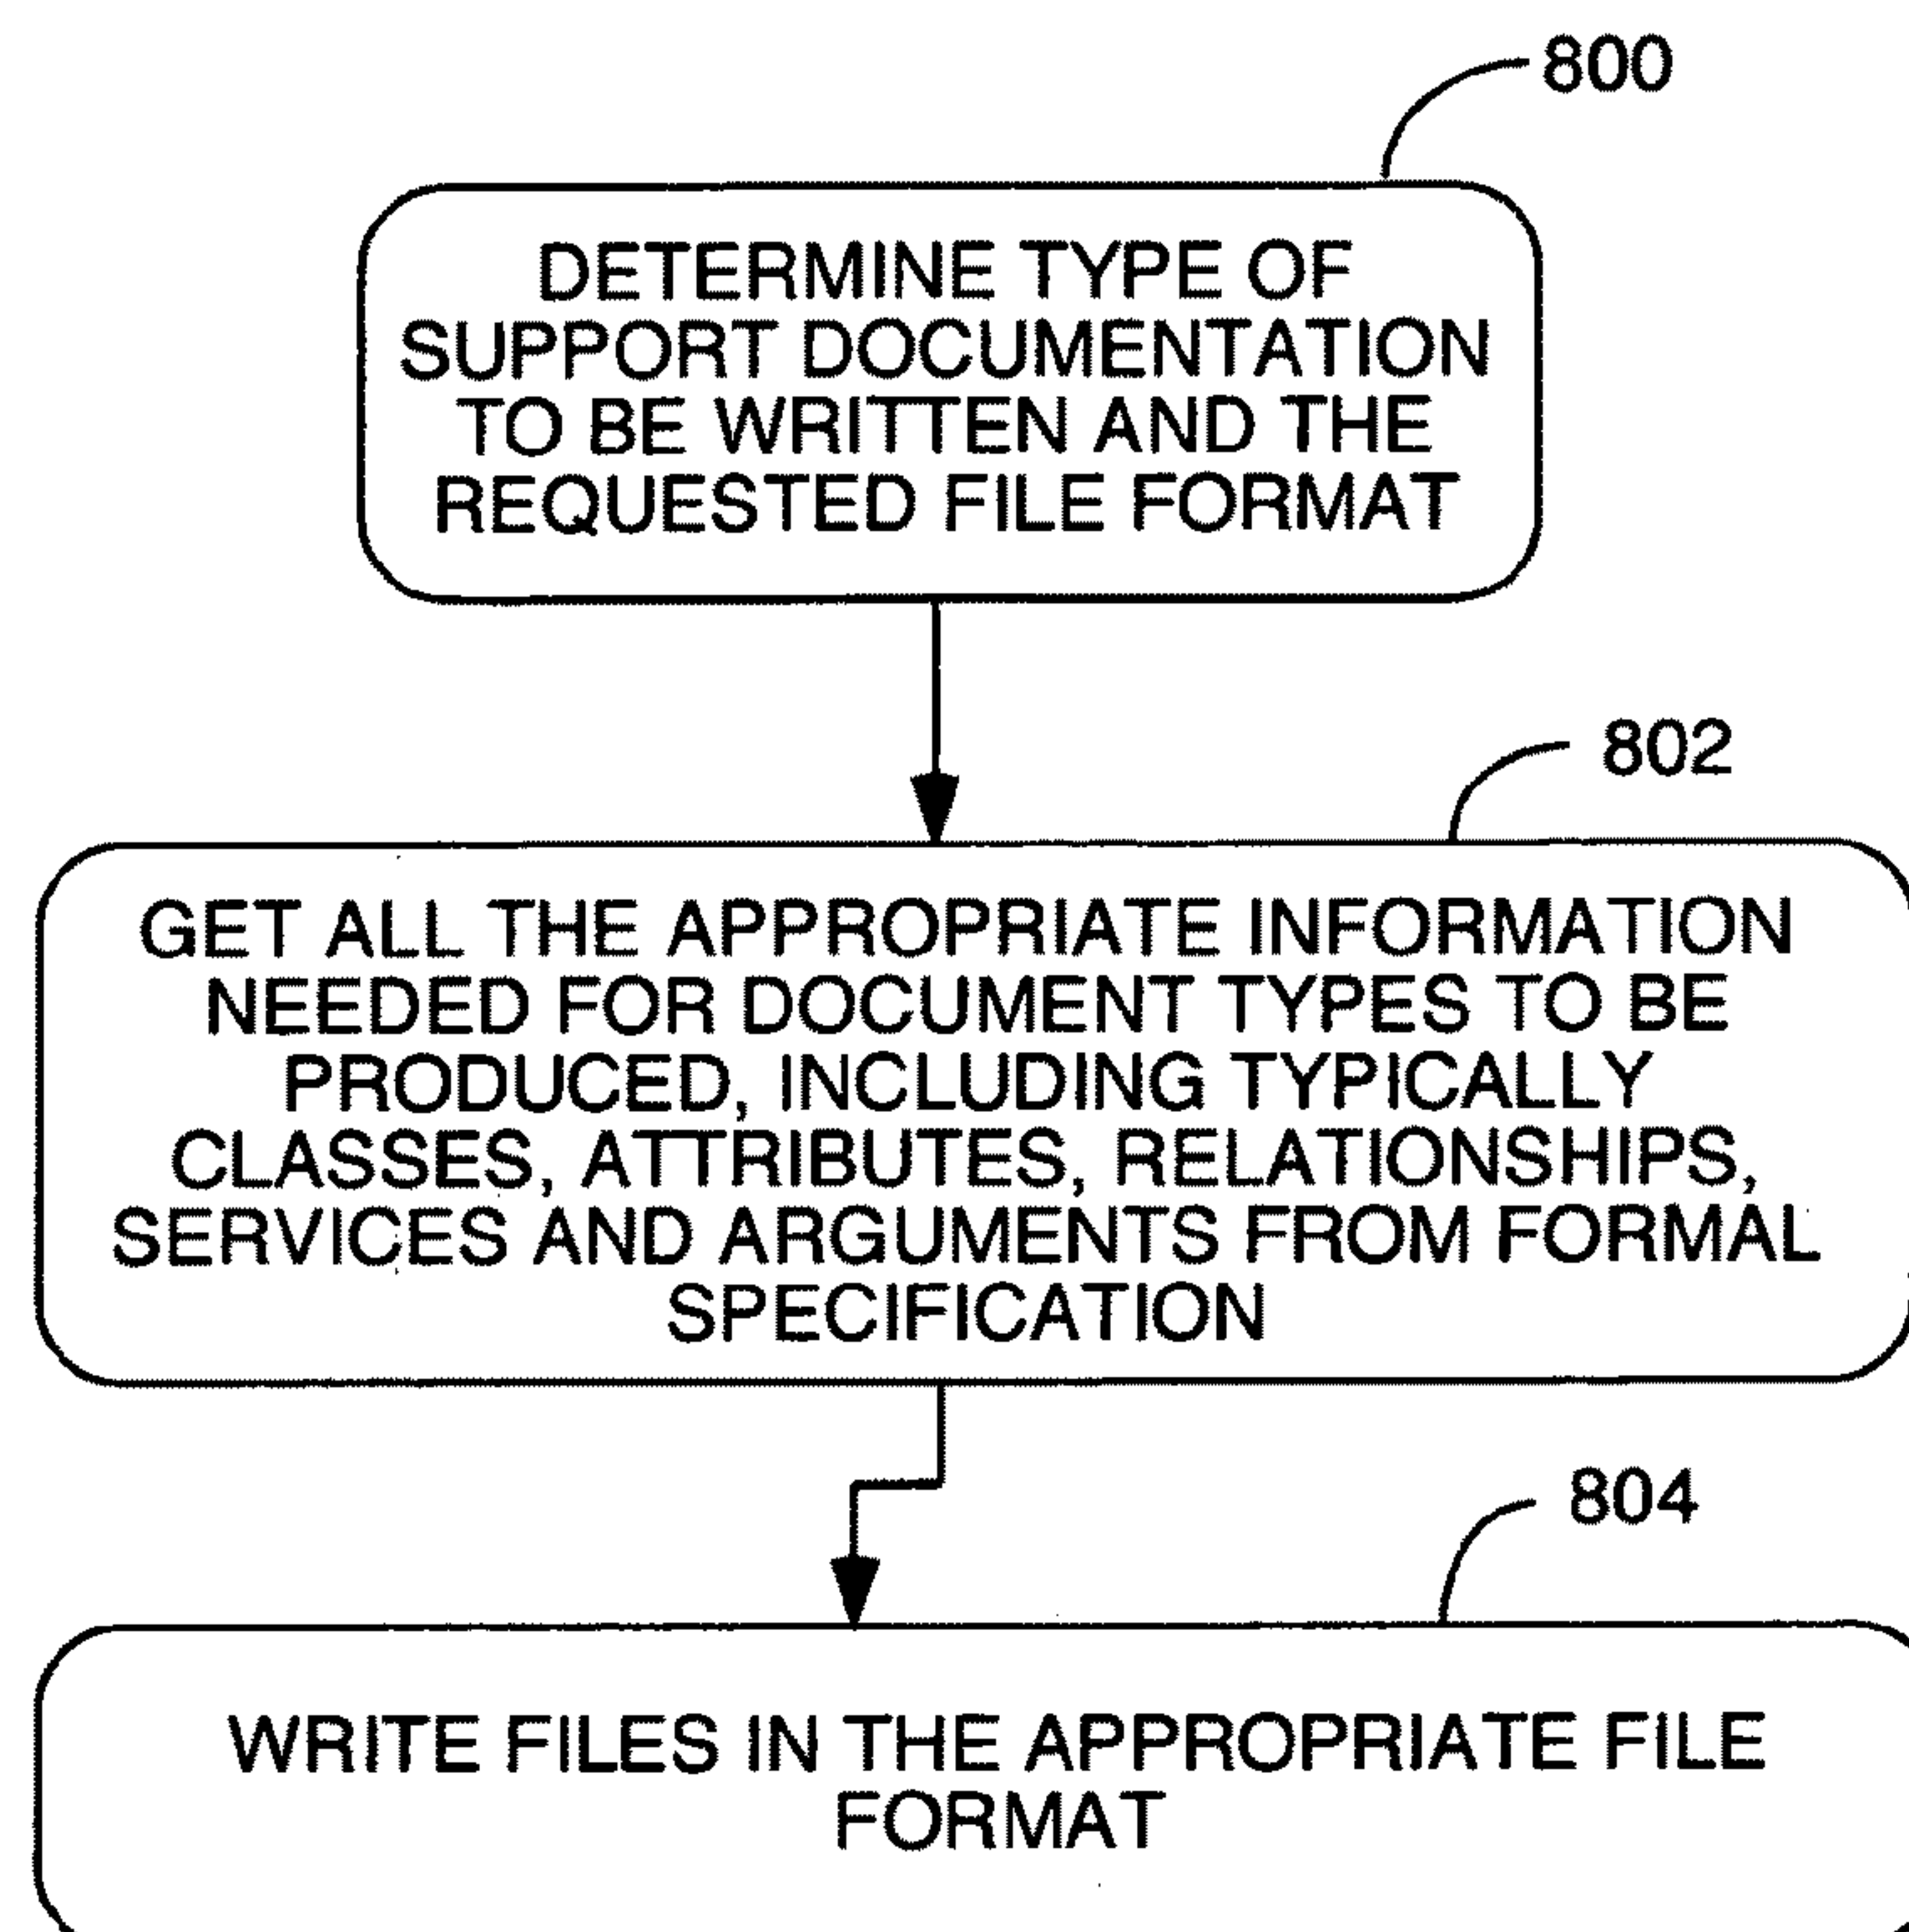 800
DETERMINE TYPE OF
SUPPORT DOCUMENTATION
TO BE WRITTEN AND THE
REQUESTED FILE FORMAT
802
GET ALL THE APPROPRIATE INFORMATION
NEEDED FOR DOCUMENT TYPES TO BE
PRODUCED, INCLUDING TYPICALLY
CLASSES, ATTRIBUTES, RELATIONSHIPS,
SERVICES AND ARGUMENTS FROM FORMAL
SPECIFICATION
804
WRITE FILES IN THE APPROPRIATE FILE
FORMAT